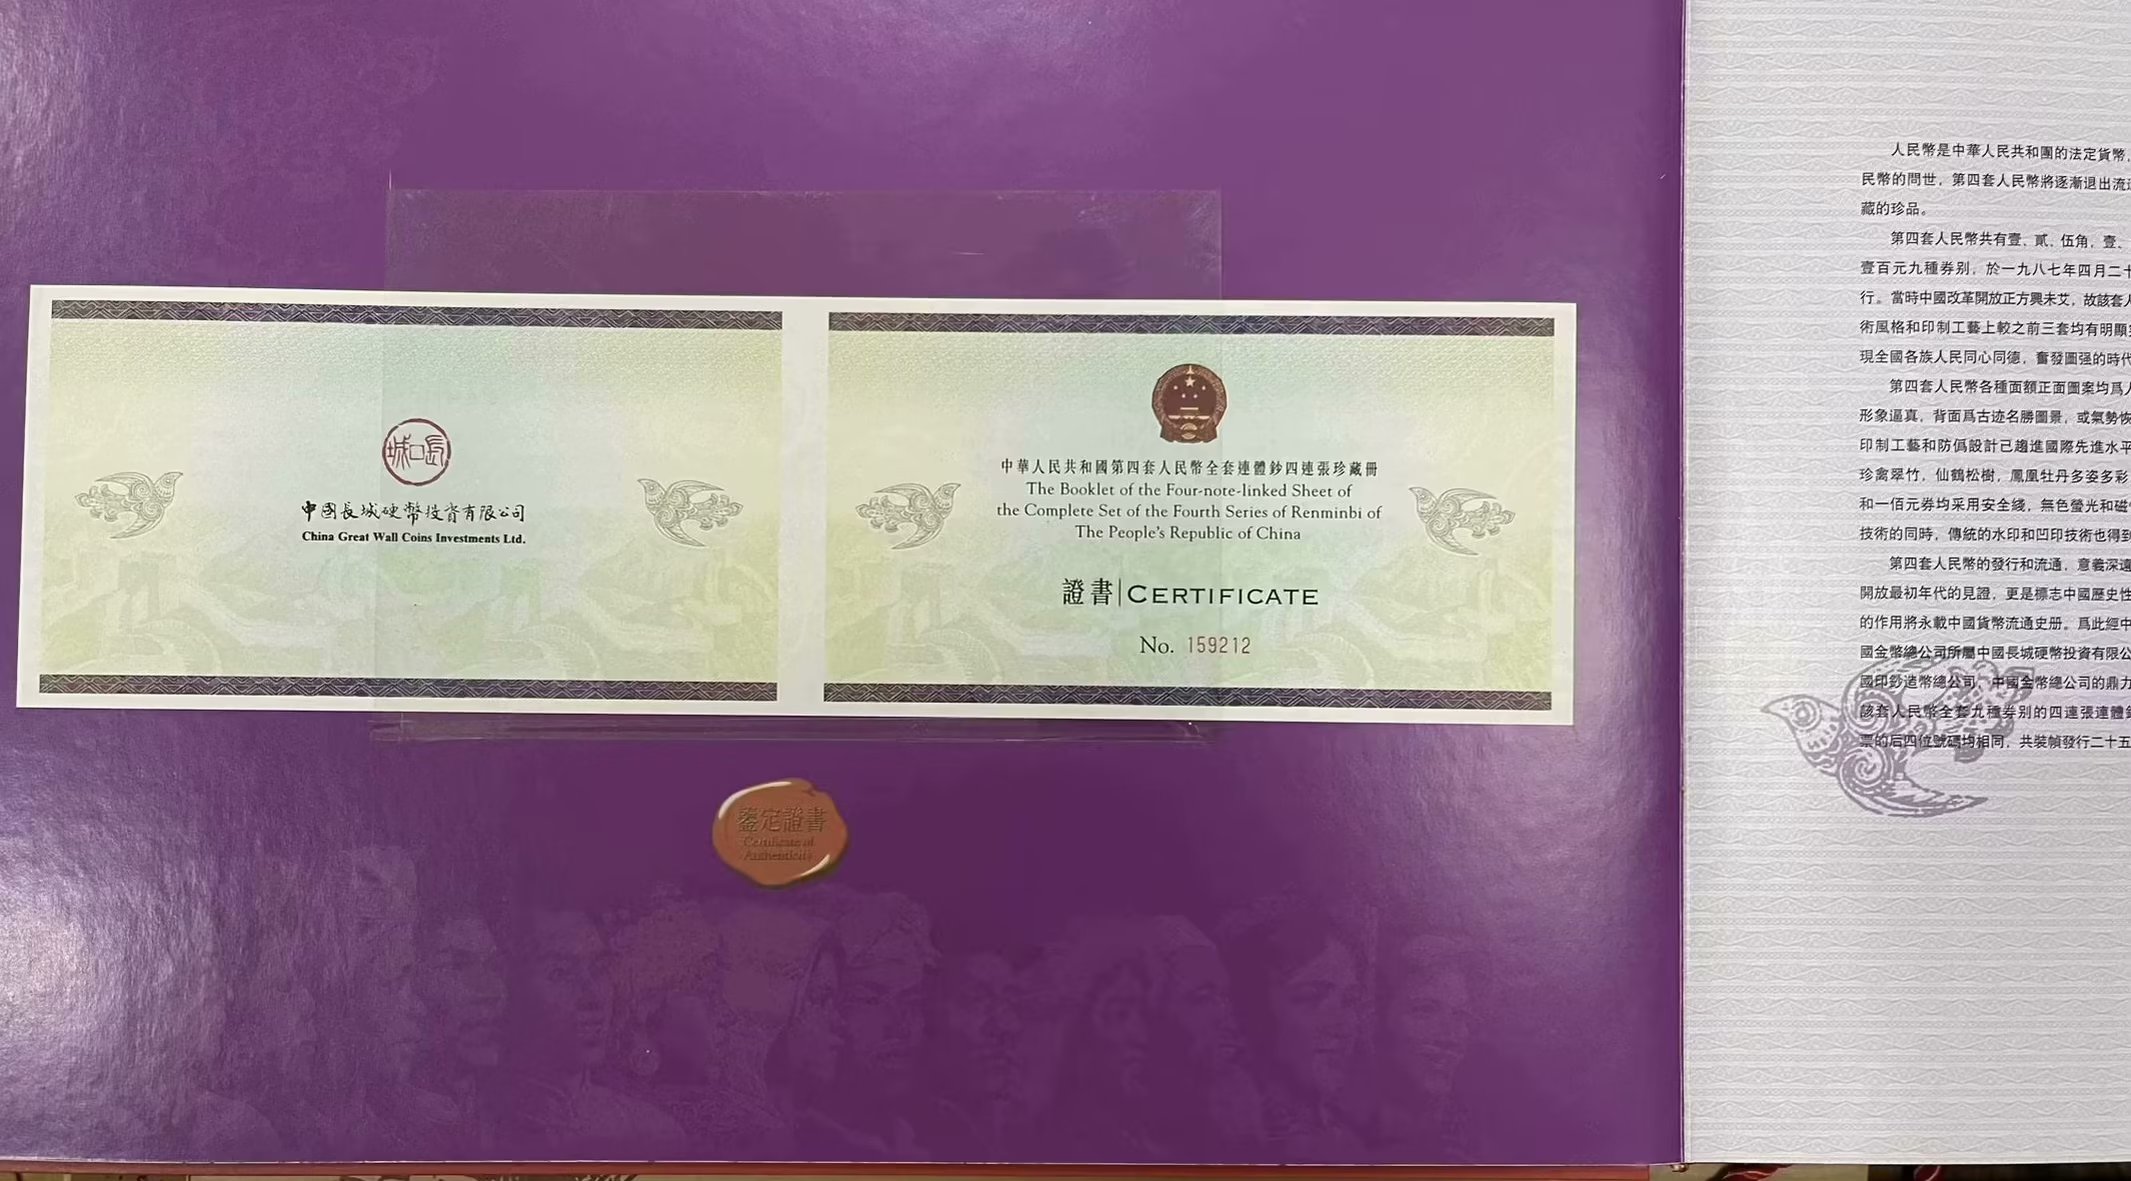 長城
中國長城硬幣投資有限公司
China Great Wall Coins Investments Ltd.
中華人民共和國第四套人民幣全套連體鈔四連張珍藏冊
The Booklet of the Four-note-linked Sheet of
the Complete Set of the Fourth Series of Renminbi of
The People's Republic of China
證書|CERTIFICATE
No. 159212
鑒定證書
Certificate of
Authenticity
人民幣是中華人民共和國的法定貨幣,
民幣的問世,第四套人民幣將逐漸退出流
藏的珍品。
第四套人民幣共有壹、貳、伍角,壹、
壹百元九種券別,於一九八七年四月二十
行。當時中國改革開放正方興未艾,故該套人
術風格和印制工藝上較之前三套均有明顯
現全國各族人民同心同德,奮發圖强的時代
第四套人民幣各種面額正面圖案均爲人
形象逼真,背面爲古迹名勝圖景,或氣勢恢
印制工藝和防僞設計已趨進國際先進水平
珍禽翠竹,仙鶴松樹,鳳凰牡丹多姿多彩
和一佰元券均采用安全綫,無色螢光和磁
技術的同時,傳統的水印和凹印技術也得到
第四套人民幣的發行和流通,意義深遠
開放最初年代的見證,更是標志中國歷史性
的作用將永載中國貨幣流通史册。爲此經中
國金幣總公司所屬中國長城硬幣投資有限公
國印鈔造幣總公司,中國金幣總公司的鼎力
該套人民幣全套九種券别的四連張連體鈔
票的后四位號碼均相同,共裝幀發行二十五